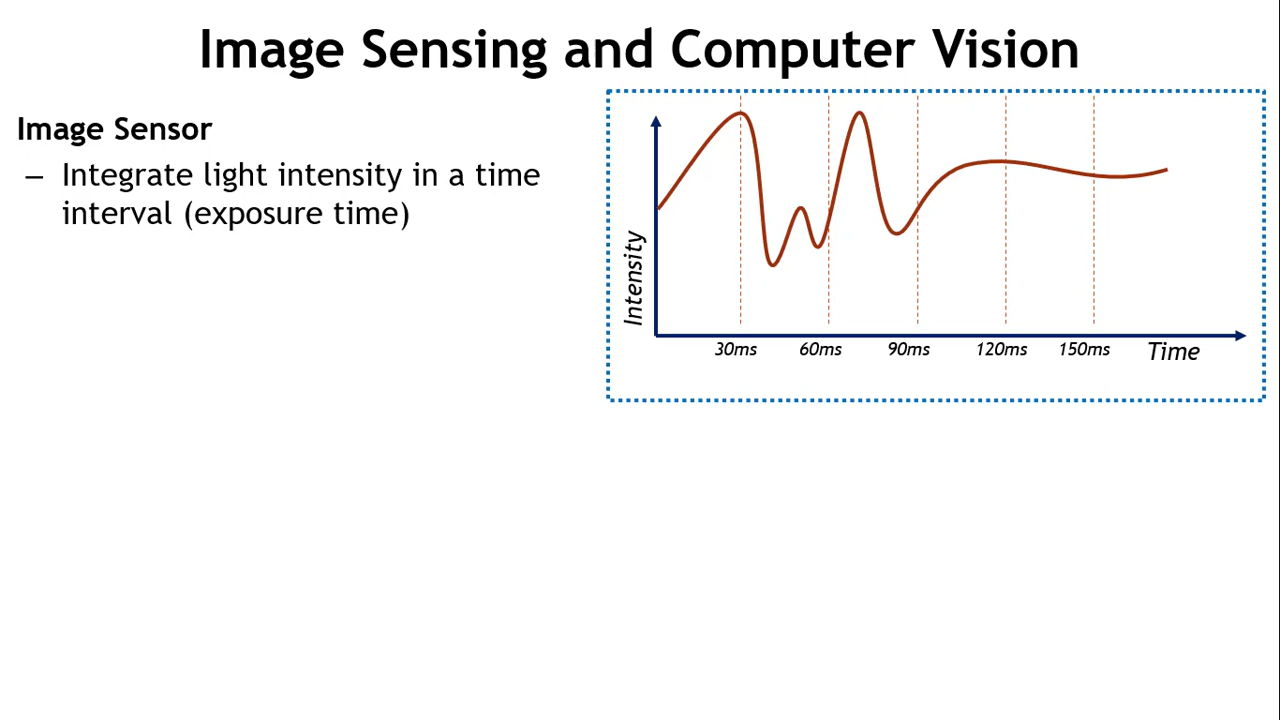 Image Sensing and Computer Vision
Image Sensor
– Integrate light intensity in a time
interval (exposure time)
Intensity
30ms 60ms 90ms 120ms 150ms Time